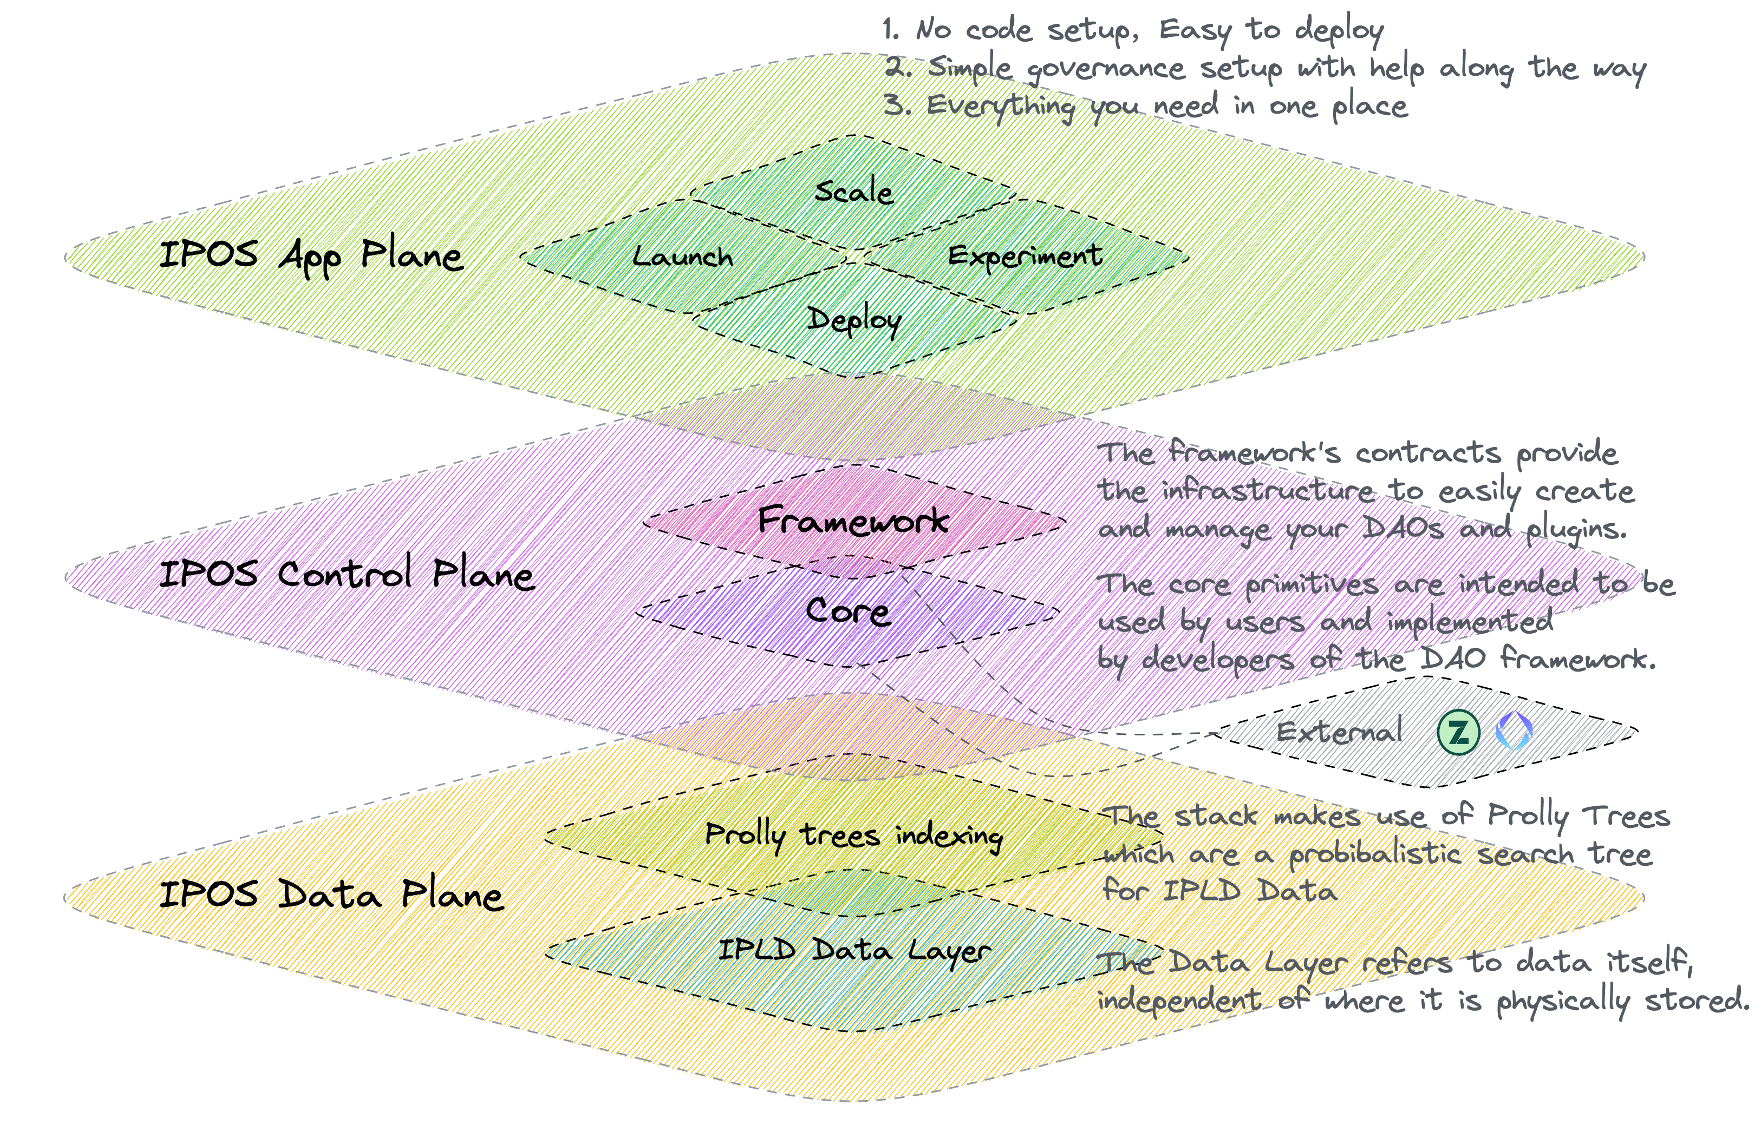 1. No code setup, Easy to deploy
2. Simple governance setup with help along the way
3. Everything you need in one place
Scale
IPOS App Plane
Launch
Experiment
Deploy
The framework's contracts provide
the infrastructure to easily create
and manage your DAOs and plugins.
Framework
IPOS Control Plane
Core
The core primitives are intended to be
used by users and implemented
by developers of the DAO framework.
External
Z
Prolly trees indexing
The stack makes use of Prolly Trees
which are a probibalistic search tree
for IPLD Data
IPOS Data Plane
IPLD Data Layer
The Data Layer refers to data itself,
independent of where it is physically stored.